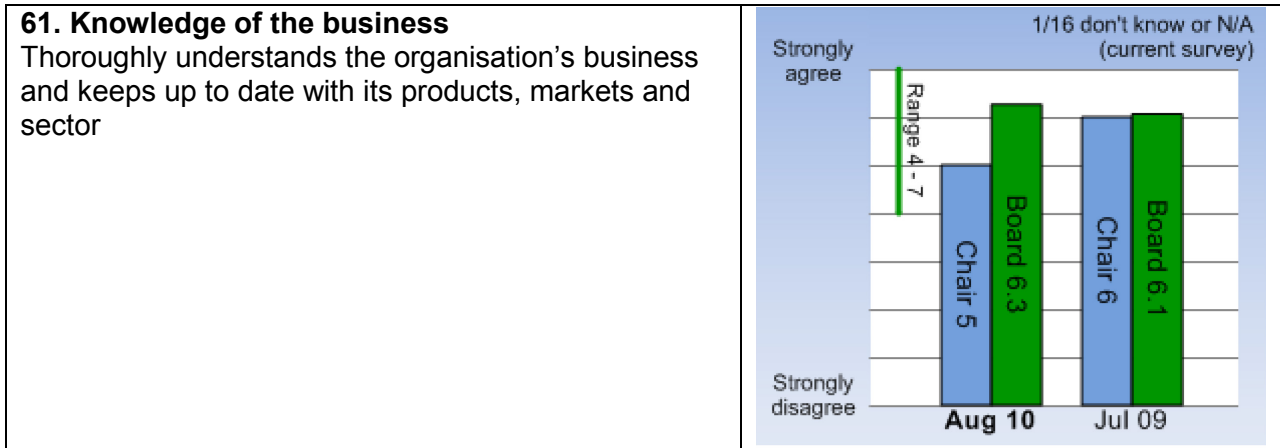 61. Knowledge of the business
Thoroughly understands the organisation’s business
and keeps up to date with its products, markets and
sector
1/16 don't know or N/A
(current survey)
Strongly
agree
Range 4 - 7
Chair 5
Board 6.3
Chair 6
Board 6.1
Strongly
disagree
Aug 10
Jul 09